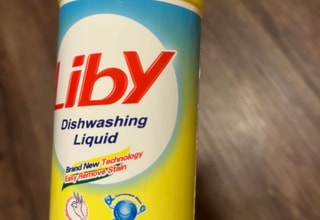 Liby
Dishwashing
Liquid
Brand New Technology
Easy Remove Stain